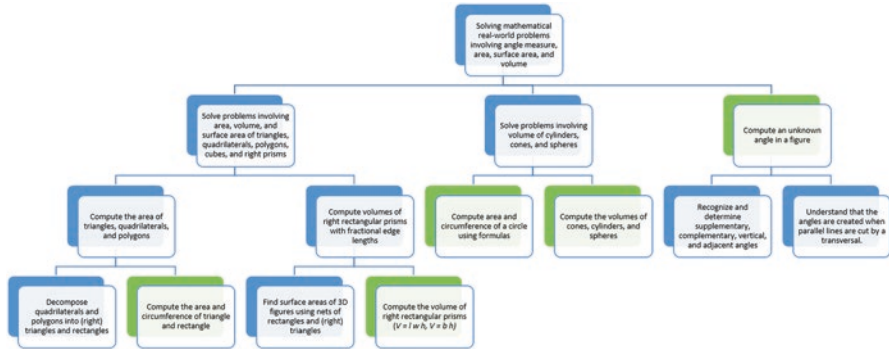 Solving mathematical
real-world problems
involving angle measure,
area, surface area, and
volume
Solve problems involving
area, volume, and
surface area of triangles,
quadrilaterals, polygons,
cubes, and right prisms
Solve problems involving
volume of cylinders,
cones, and spheres
Compute an unknown
angle in a figure
Compute the area of
triangles, quadrilaterals,
and polygons
Compute volumes of
right rectangular prisms
with fractional edge
lengths
Compute area and
circumference of a circle
using formulas
Compute the volumes of
cones, cylinders, and
spheres
Recognize and
determine supplementary,
complementary, vertical,
and adjacent angles
Understand that the
angles are created when
parallel lines are cut by a
transversal.
Decompose
quadrilaterals and
polygons into (right)
triangles and rectangles
Compute the area and
circumference of triangle
and rectangle
Find surface areas of 3D
figures using nets of
rectangles and (right)
triangles
Compute the volume of
right rectangular prisms
(V = l w h, V = b h)